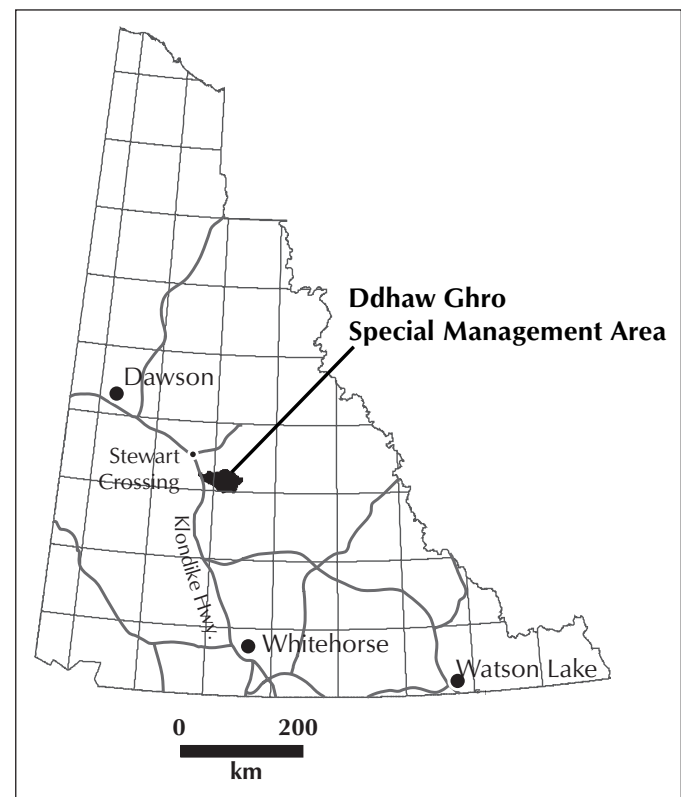 Ddhaw Ghro
Special Management Area
Dawson
Stewart
Crossing
Klondike Hwy.
Whitehorse
Watson Lake
0 200
km